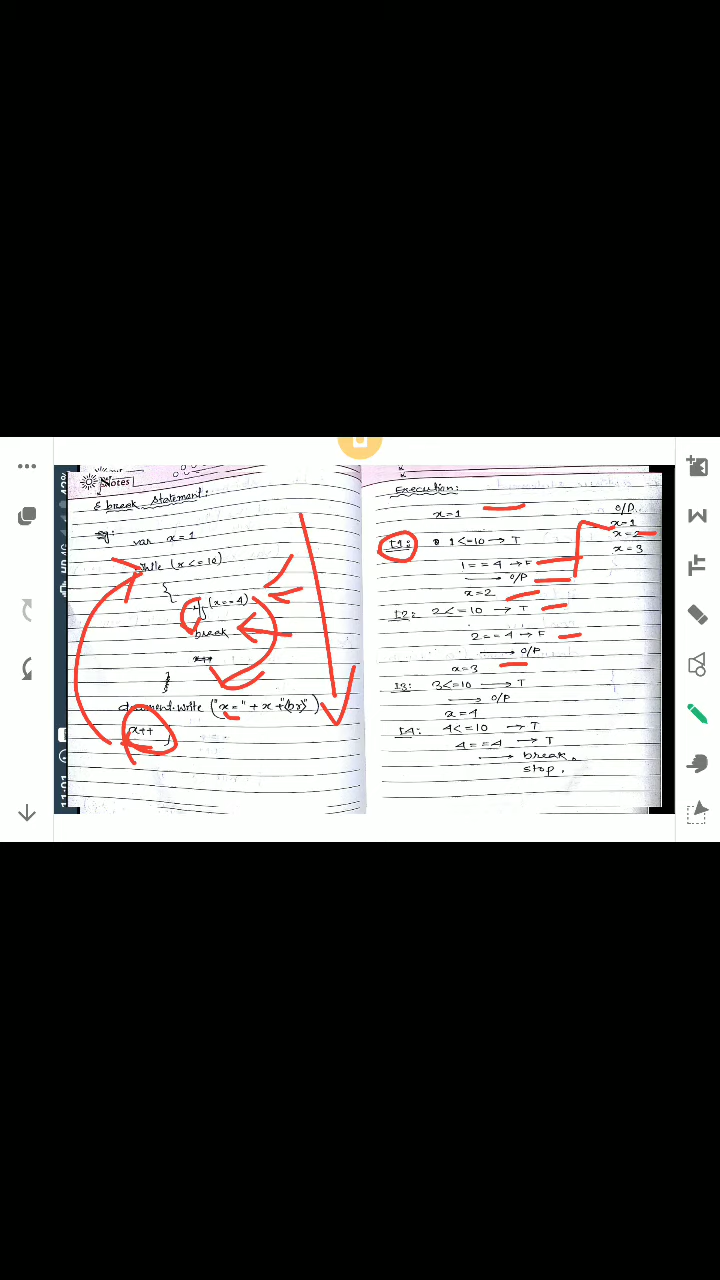 Notes
break statement:
eg:
var x=1
while (x<=10)
{
if (x==4)
break
x++
}
document.write ("x=" + x +"<br>")
x++
}
Execution:
x=1
I1: 1<=10 → T
1==4 → F
→ O/P
x=2
I2: 2<=10 → T
2==4 → F
→ O/P
x=3
I3: 3<=10 → T
→ O/P
x=4
I4: 4<=10 → T
4==4 → T
→ break.
stop.
O/P.
x=1
x=2
x=3